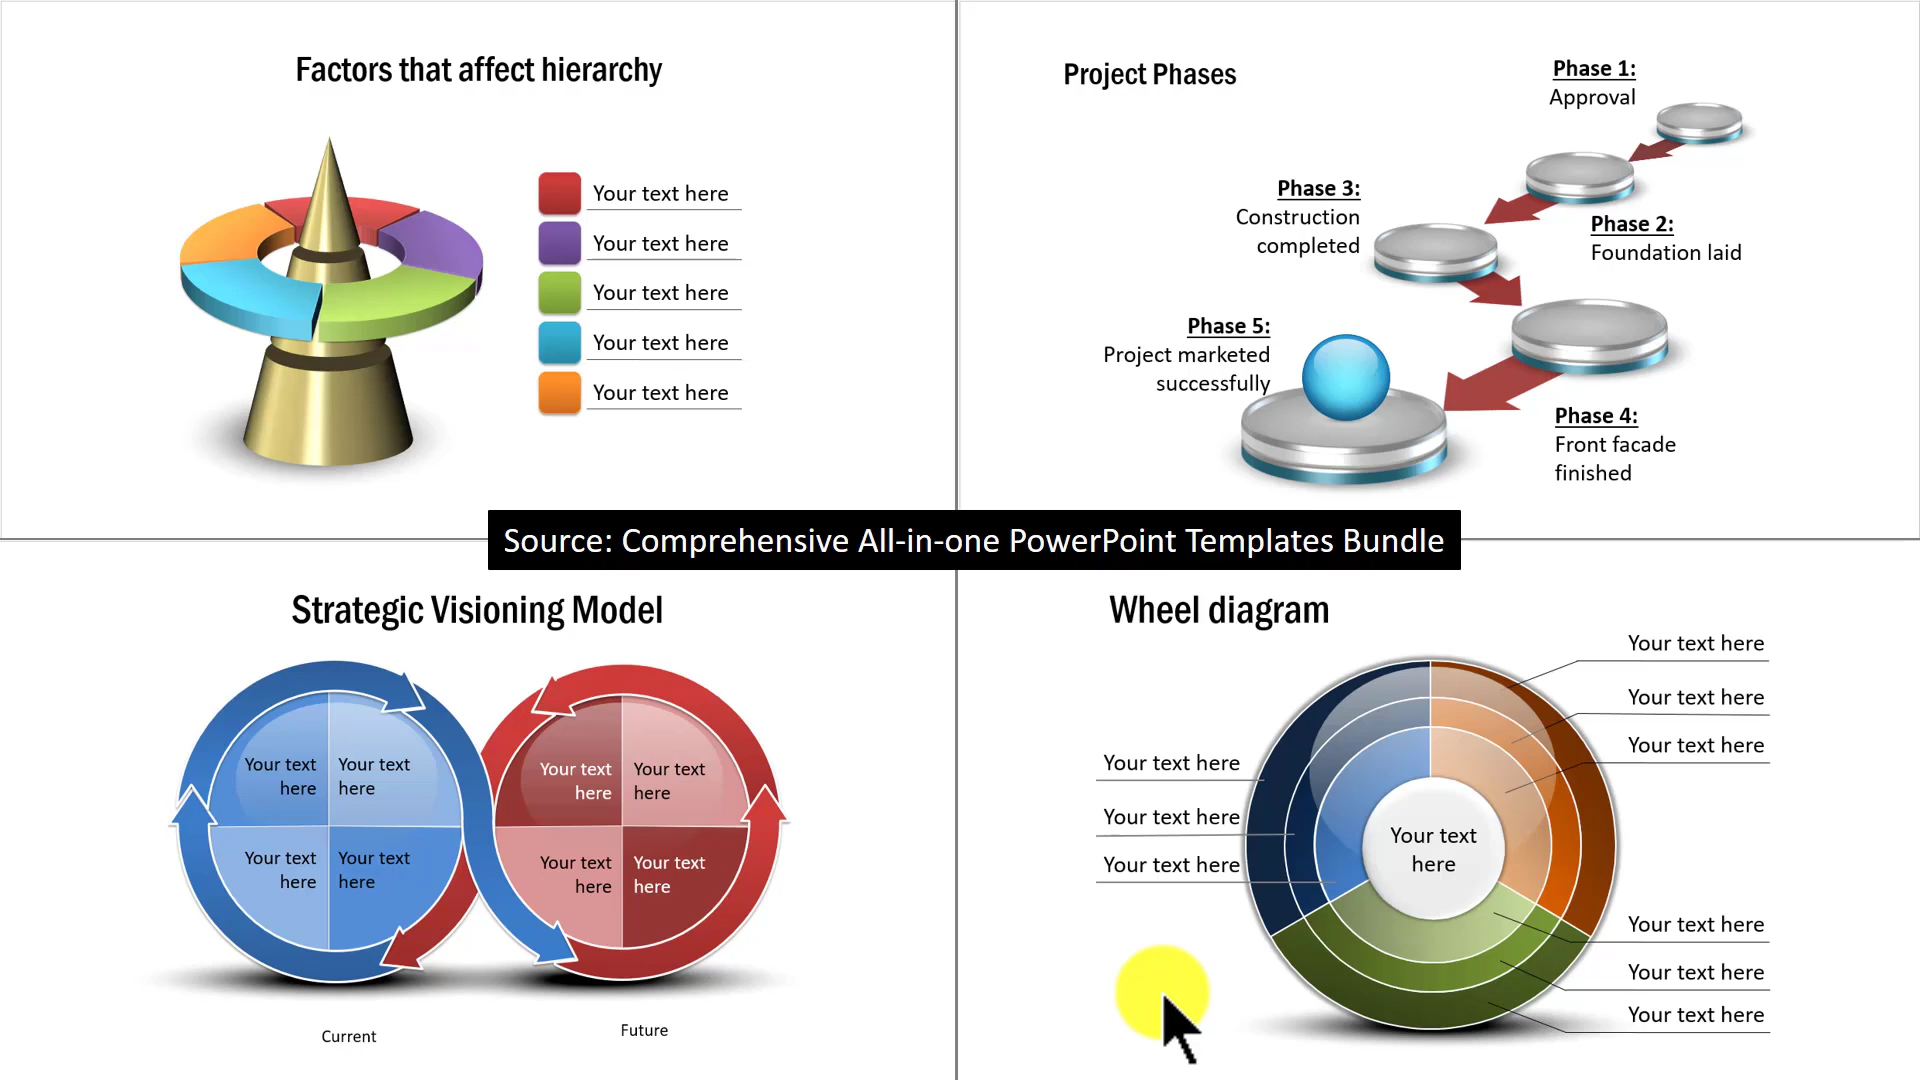 Factors that affect hierarchy
Your text here
Your text here
Your text here
Your text here
Your text here
Project Phases
Phase 1:
Approval
Phase 2:
Foundation laid
Phase 3:
Construction
completed
Phase 4:
Front facade
finished
Phase 5:
Project marketed
successfully
Source: Comprehensive All-in-one PowerPoint Templates Bundle
Strategic Visioning Model
Your text
here
Your text
here
Your text
here
Your text
here
Your text
here
Your text
here
Your text
here
Your text
here
Current
Future
Wheel diagram
Your text here
Your text here
Your text here
Your text here
Your text here
Your text here
Your text
here
Your text here
Your text here
Your text here